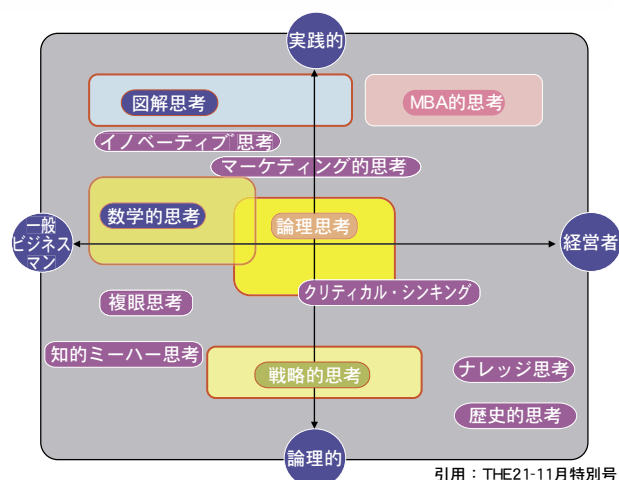 実践的
図解思考
MBA的思考
イノベーティブ思考
マーケティング的思考
数学的思考
論理思考
一般
ビジネス
マン
経営者
クリティカル・シンキング
複眼思考
知的ミーハー思考
戦略的思考
ナレッジ思考
歴史的思考
論理的
引用：THE21-11月特別号